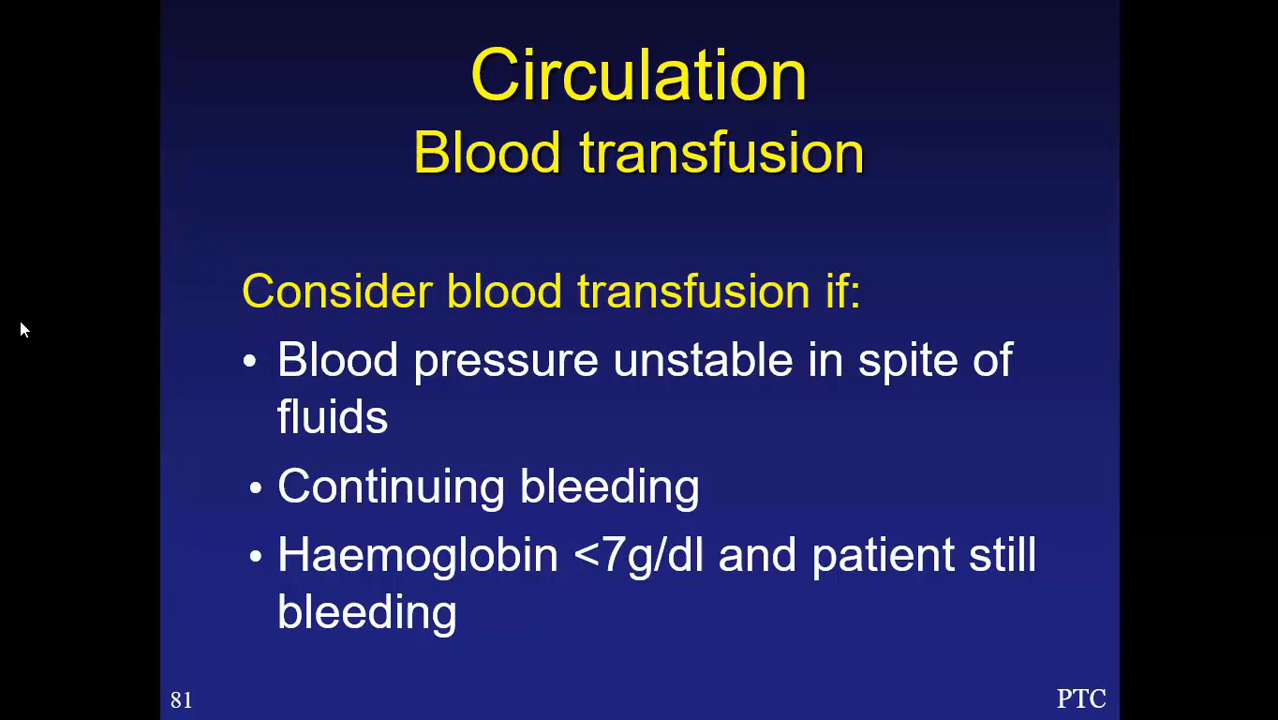 Circulation
Blood transfusion
Consider blood transfusion if:
• Blood pressure unstable in spite of
fluids
• Continuing bleeding
• Haemoglobin <7g/dl and patient still
bleeding
81
PTC